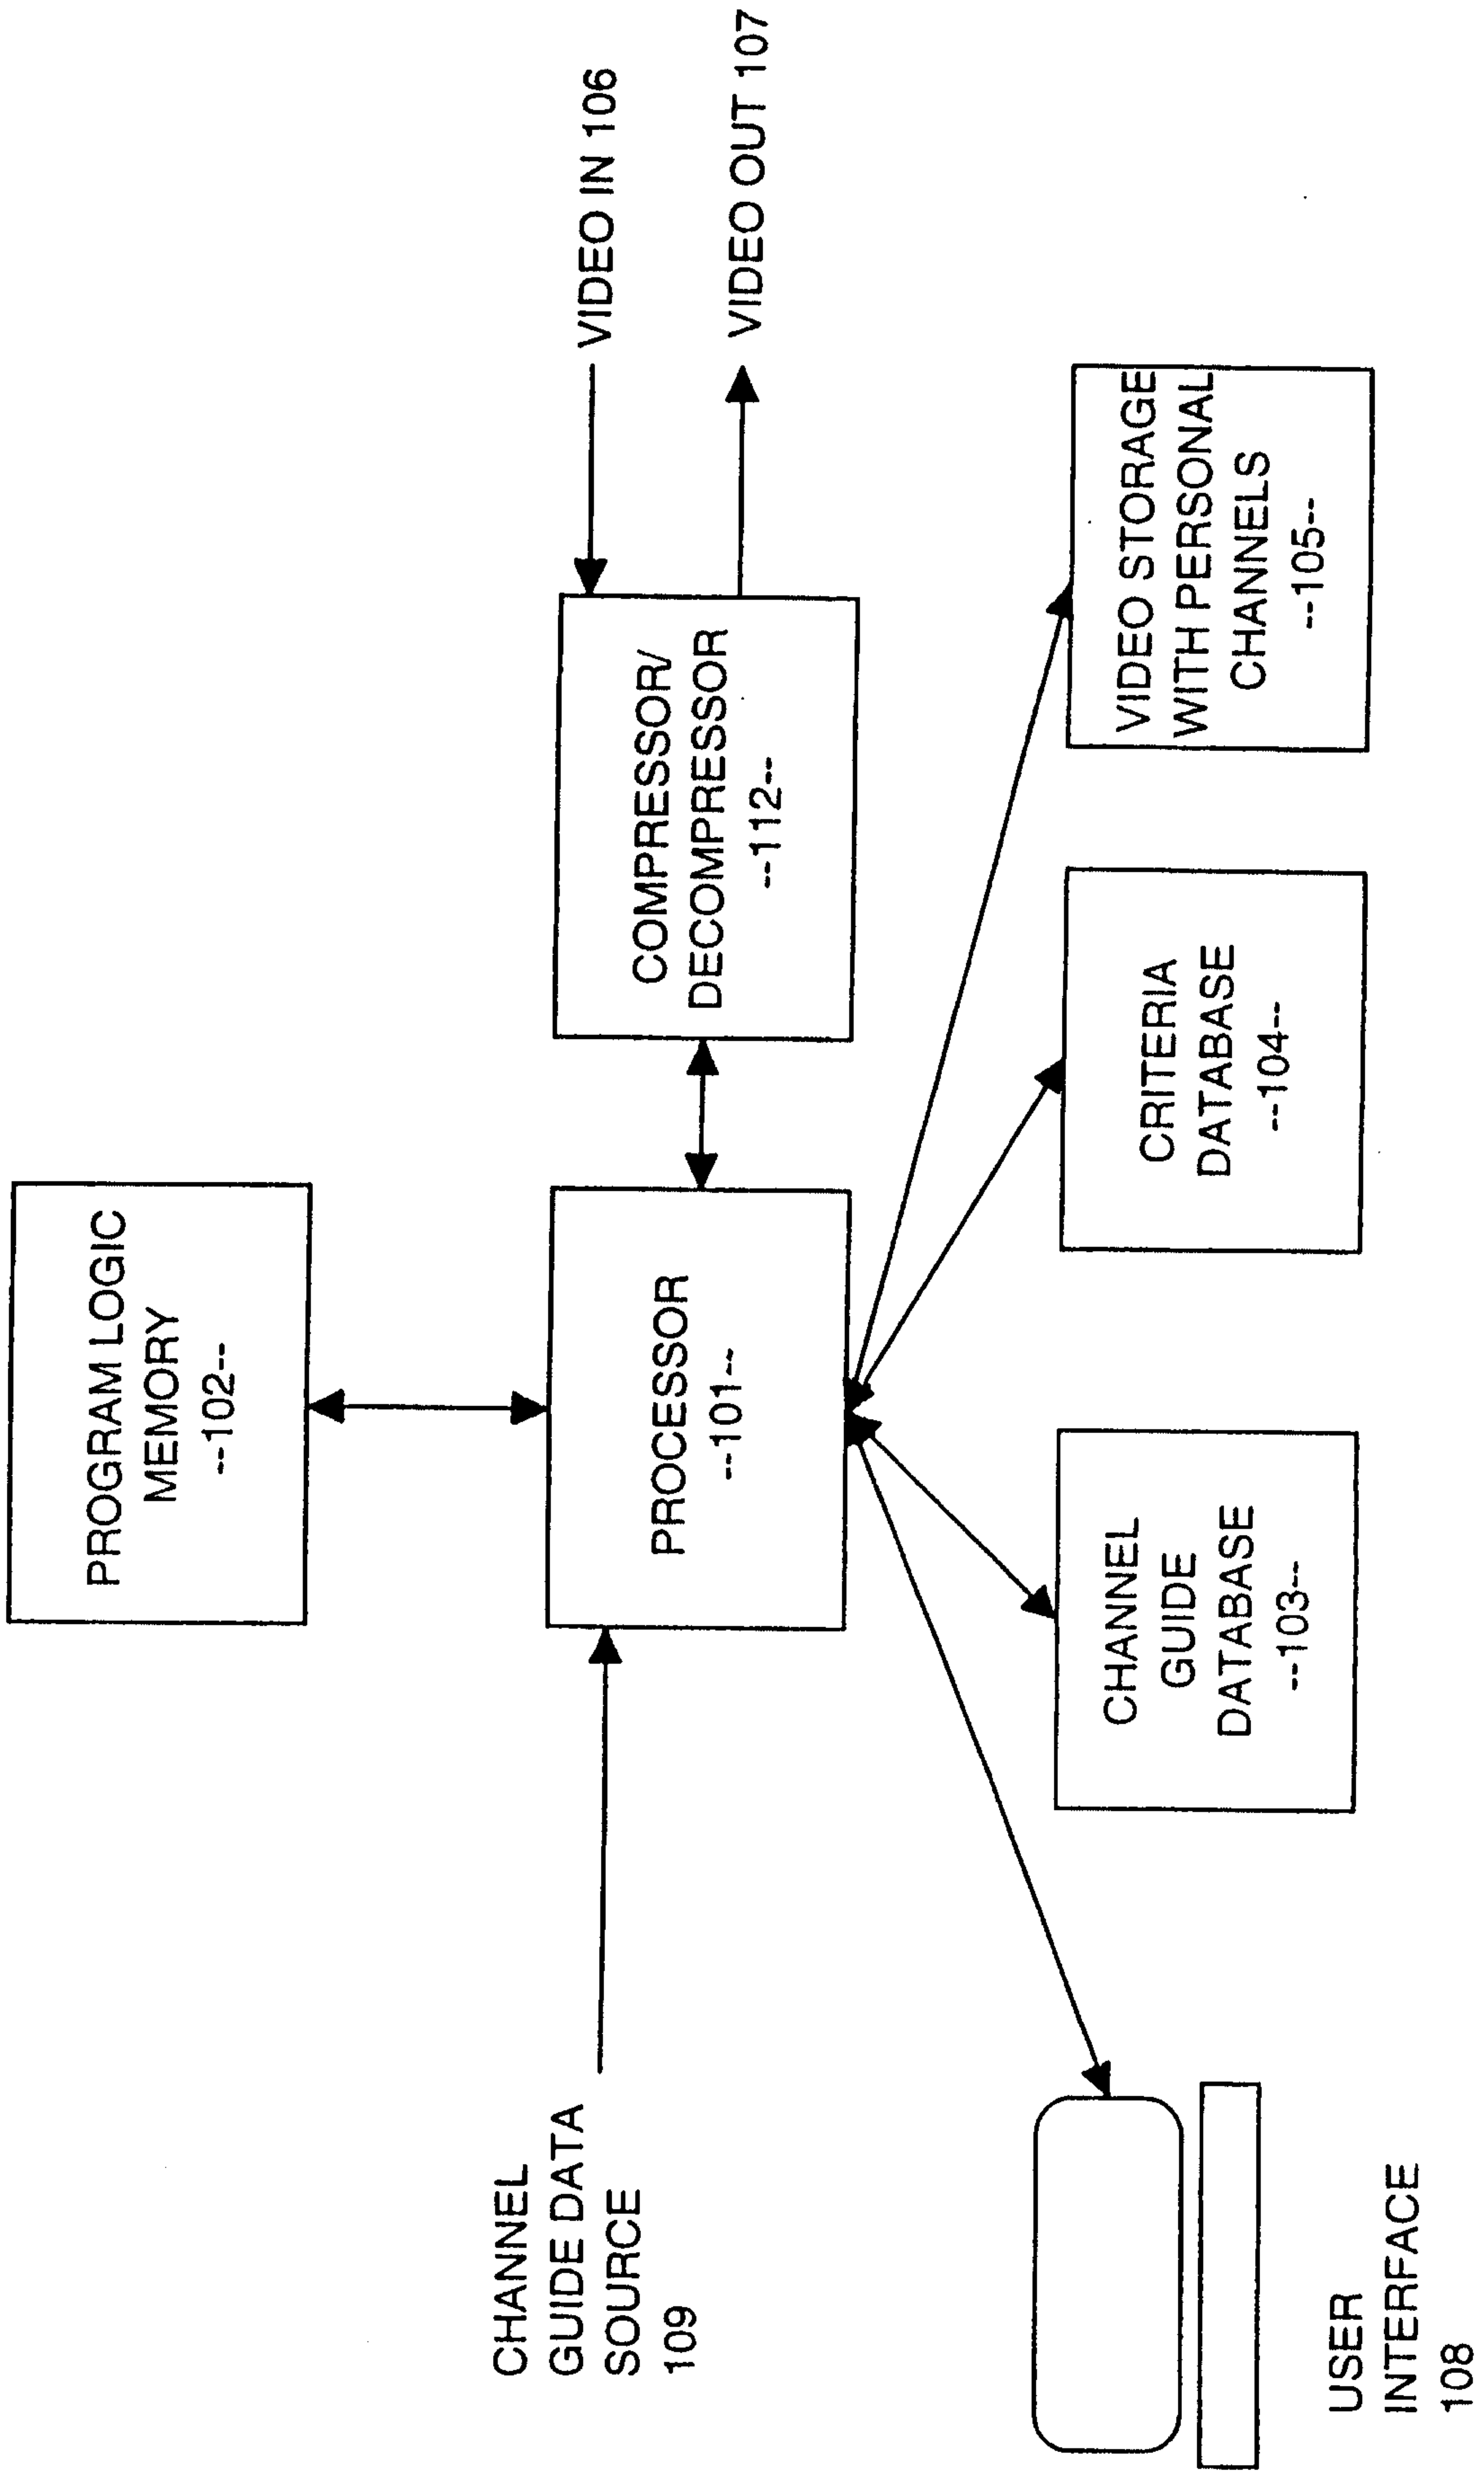 PROGRAM LOGIC
MEMORY
--102--
CHANNEL
GUIDE DATA
SOURCE
109
PROCESSOR
--101--
COMPRESSOR/
DECOMPRESSOR
--112--
VIDEO IN 106
VIDEO OUT 107
USER
INTERFACE
108
CHANNEL
GUIDE
DATABASE
--103--
CRITERIA
DATABASE
--104--
VIDEO STORAGE
WITH PERSONAL
CHANNELS
--105--